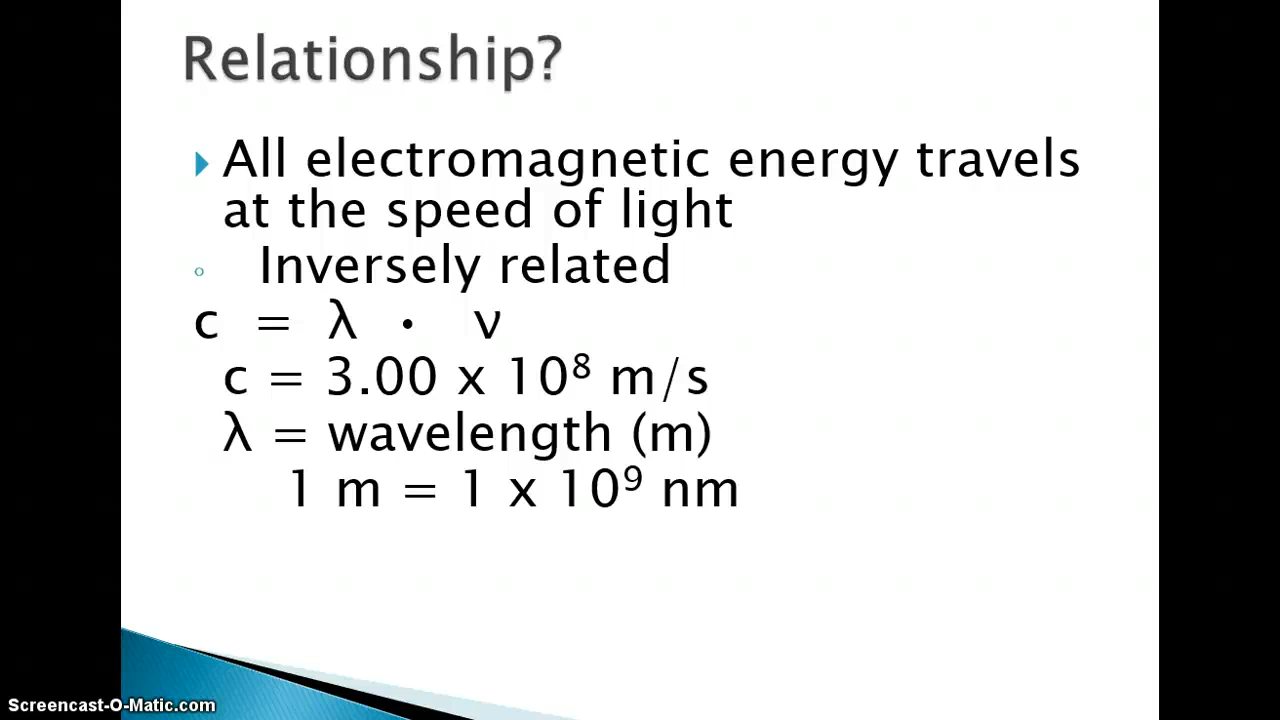 Relationship?
All electromagnetic energy travels
at the speed of light
Inversely related
c = λ • ν
c = 3.00 x 10⁸ m/s
λ = wavelength (m)
1 m = 1 x 10⁹ nm
Screencast-O-Matic.com